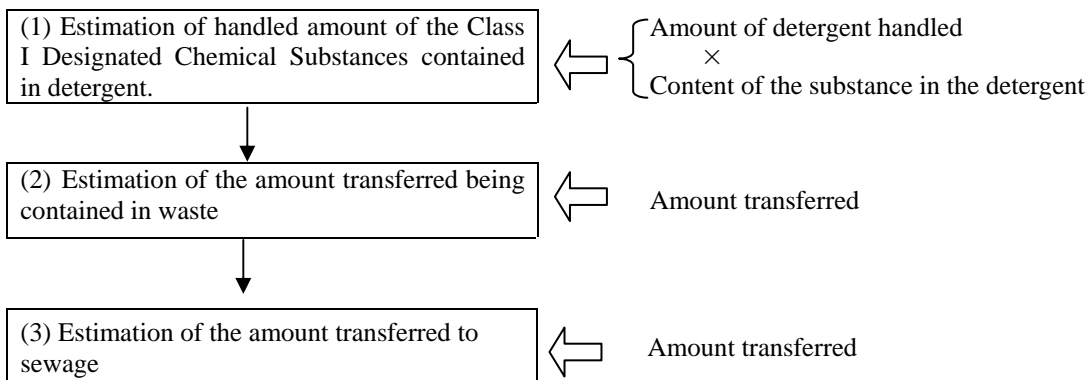 (1) Estimation of handled amount of the Class
I Designated Chemical Substances contained
in detergent.
Amount of detergent handled
×
Content of the substance in the detergent
(2) Estimation of the amount transferred being
contained in waste
Amount transferred
(3) Estimation of the amount transferred to
sewage
Amount transferred